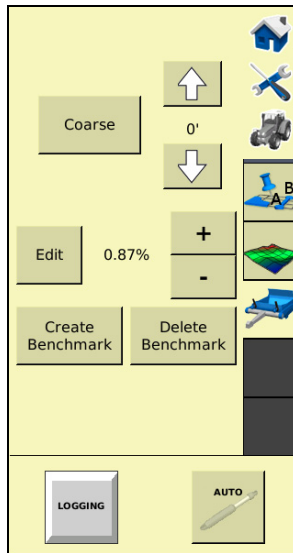 Coarse
0'
A B
Edit
0.87%
+
-
Create
Benchmark
Delete
Benchmark
LOGGING
AUTO